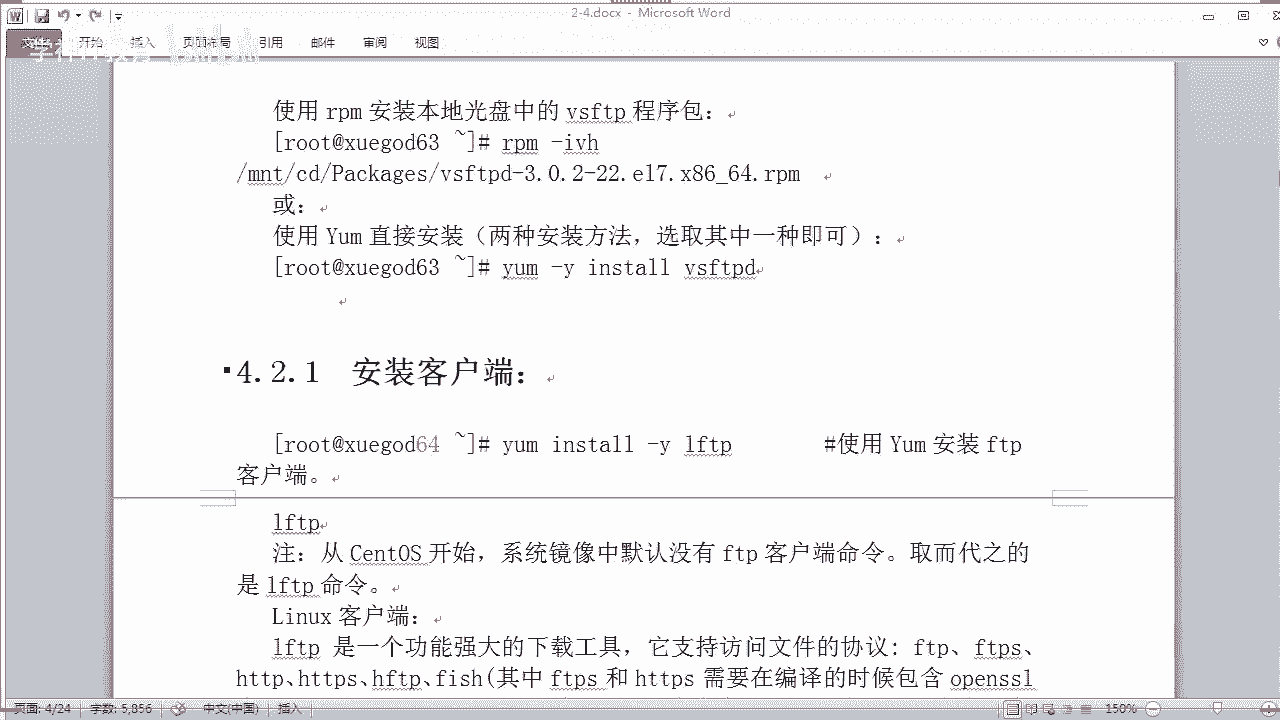 2-4.docx - Microsoft Word
文件 开始 插入 页面布局 引用 邮件 审阅 视图
使用 rpm 安装本地光盘中的 vsftp 程序包：
[root@xuegod63 ~]# rpm -ivh
/mnt/cd/Packages/vsftpd-3.0.2-22.el7.x86_64.rpm
或：
使用 Yum 直接安装（两种安装方法，选取其中一种即可）：
[root@xuegod63 ~]# yum -y install vsftpd
4.2.1 安装客户端：
[root@xuegod64 ~]# yum install -y lftp #使用 Yum 安装 ftp
客户端。
lftp
注：从 CentOS 开始，系统镜像中默认没有 ftp 客户端命令。取而代之的
是 lftp 命令。
Linux 客户端：
lftp 是一个功能强大的下载工具，它支持访问文件的协议: ftp、ftps、
http、https、hftp、fish(其中 ftps 和 https 需要在编译的时候包含 openssl
页面: 4/24 字数: 5,856 中文(中国) 插入 150%